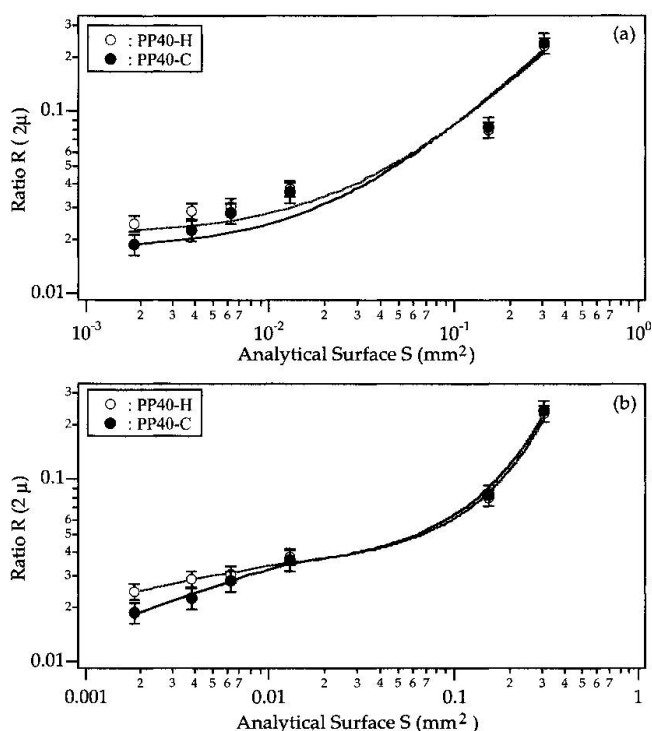 (a)
○ : PP40-H
● : PP40-C
Ratio R ( 2μ)
3
2
0.1
6
4
3
2
0.01
10-3 2 3 4 5 6 7 10-2 2 3 4 5 6 7 10-1 2 3 4 5 6 7 100
Analytical Surface S (mm2)
(b)
○ : PP40-H
● : PP40-C
Ratio R (2 μ)
3
2
0.1
6
5
4
3
2
0.01
0.001 2 3 4 5 6 7 0.01 2 3 4 5 6 7 0.1 2 3 4 5 6 7 1
Analytical Surface S (mm2 )